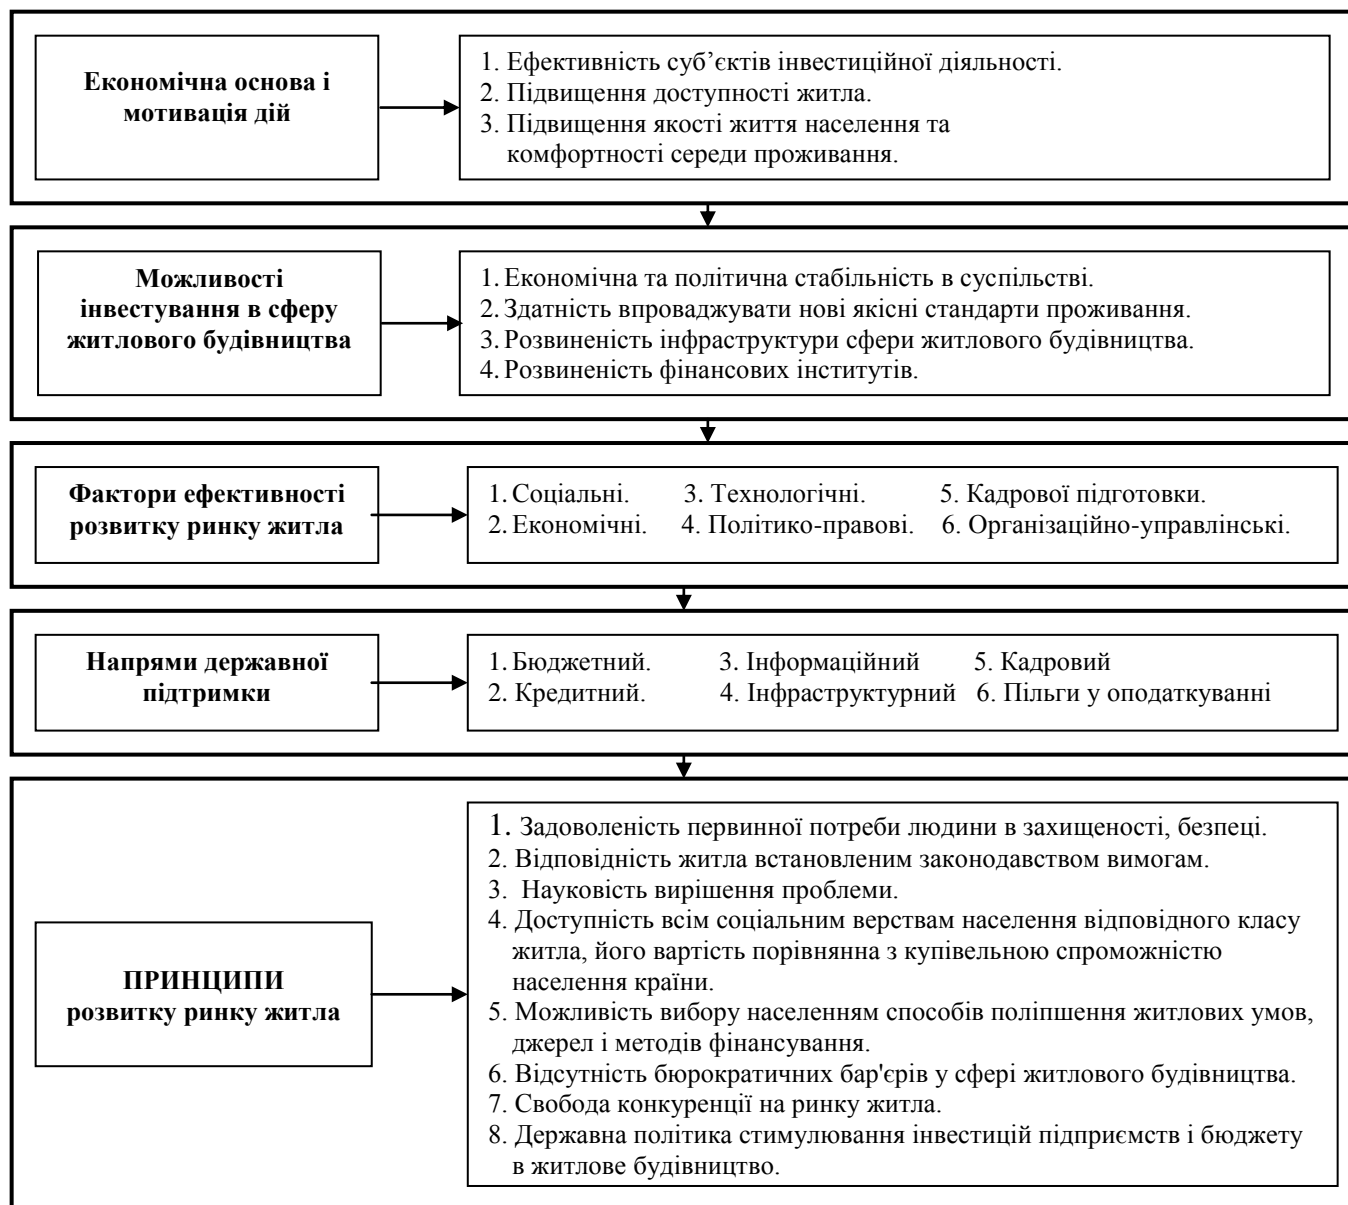 Економічна основа і
мотивація дій
1. Ефективність суб’єктів інвестиційної діяльності.
2. Підвищення доступності житла.
3. Підвищення якості життя населення та
комфортності середи проживання.
Можливості
інвестування в сферу
житлового будівництва
1. Економічна та політична стабільність в суспільстві.
2. Здатність впроваджувати нові якісні стандарти проживання.
3. Розвиненість інфраструктури сфери житлового будівництва.
4. Розвиненість фінансових інститутів.
Фактори ефективності
розвитку ринку житла
1. Соціальні. 3. Технологічні. 5. Кадрової підготовки.
2. Економічні. 4. Політико-правові. 6. Організаційно-управлінські.
Напрями державної
підтримки
1. Бюджетний. 3. Інформаційний 5. Кадровий
2. Кредитний. 4. Інфраструктурний 6. Пільги у оподаткуванні
ПРИНЦИПИ
розвитку ринку житла
1. Задоволеність первинної потреби людини в захищеності, безпеці.
2. Відповідність житла встановленим законодавством вимогам.
3. Науковість вирішення проблеми.
4. Доступність всім соціальним верствам населення відповідного класу
житла, його вартість порівнянна з купівельною спроможністю
населення країни.
5. Можливість вибору населенням способів поліпшення житлових умов,
джерел і методів фінансування.
6. Відсутність бюрократичних бар'єрів у сфері житлового будівництва.
7. Свобода конкуренції на ринку житла.
8. Державна політика стимулювання інвестицій підприємств і бюджету
в житлове будівництво.